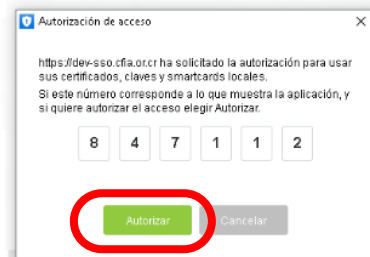 Autorización de acceso
https://dev-sso.cfia.or.cr ha solicitado la autorización para usar
sus certificados, claves y smartcards locales.
Si este número corresponde a lo que muestra la aplicación, y
si quiere autorizar el acceso elegir Autorizar.
8 4 7 1 1 2
Autorizar Cancelar